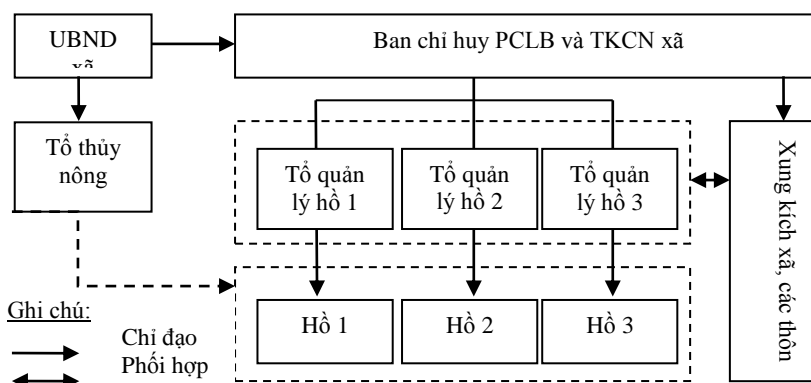 UBND
xã
Ban chỉ huy PCLB và TKCN xã
Tổ thủy
nông
Tổ quản
lý hồ 1
Tổ quản
lý hồ 2
Tổ quản
lý hồ 3
Xung kích xã, các thôn
Hồ 1
Hồ 2
Hồ 3
Ghi chú:
Chỉ đạo
Phối hợp